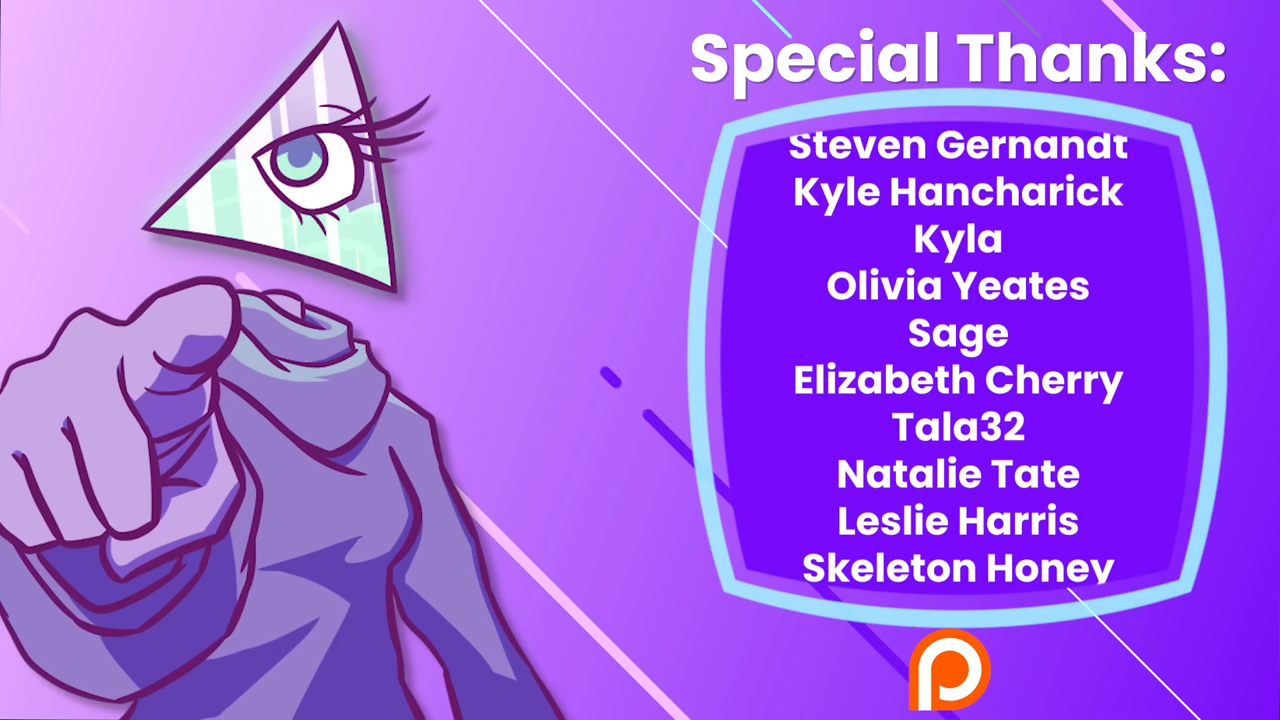 Special Thanks:
Steven Gernandt
Kyle Hancharick
Kyla
Olivia Yeates
Sage
Elizabeth Cherry
Tala32
Natalie Tate
Leslie Harris
Skeleton Honey